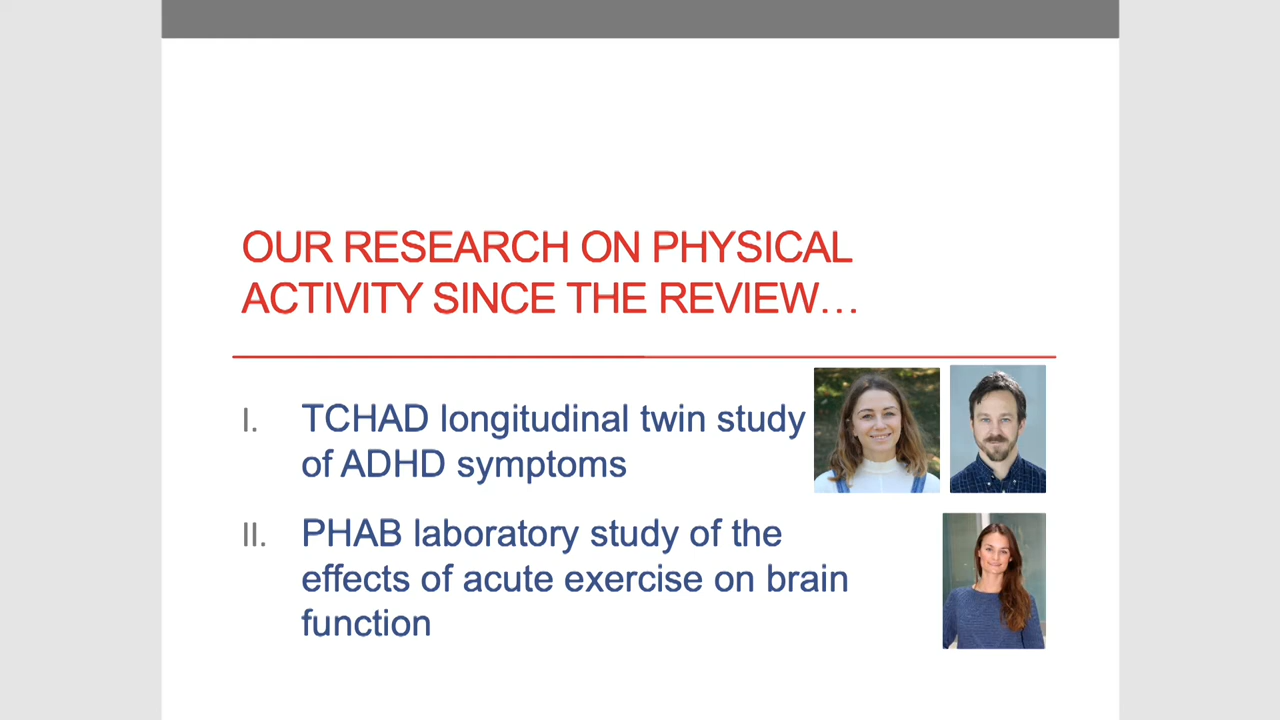 OUR RESEARCH ON PHYSICAL
ACTIVITY SINCE THE REVIEW…
I. TCHAD longitudinal twin study
of ADHD symptoms
II. PHAB laboratory study of the
effects of acute exercise on brain
function